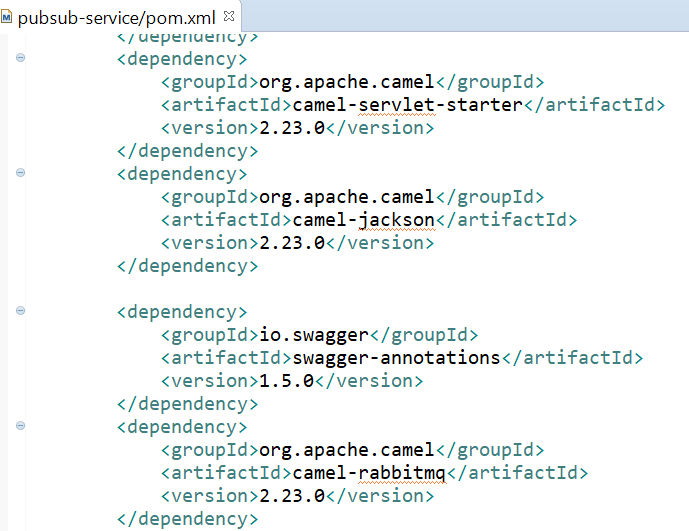 pubsub-service/pom.xml
</dependency>
<dependency>
<groupId>org.apache.camel</groupId>
<artifactId>camel-servlet-starter</artifactId>
<version>2.23.0</version>
</dependency>
<dependency>
<groupId>org.apache.camel</groupId>
<artifactId>camel-jackson</artifactId>
<version>2.23.0</version>
</dependency>
<dependency>
<groupId>io.swagger</groupId>
<artifactId>swagger-annotations</artifactId>
<version>1.5.0</version>
</dependency>
<dependency>
<groupId>org.apache.camel</groupId>
<artifactId>camel-rabbitmq</artifactId>
<version>2.23.0</version>
</dependency>